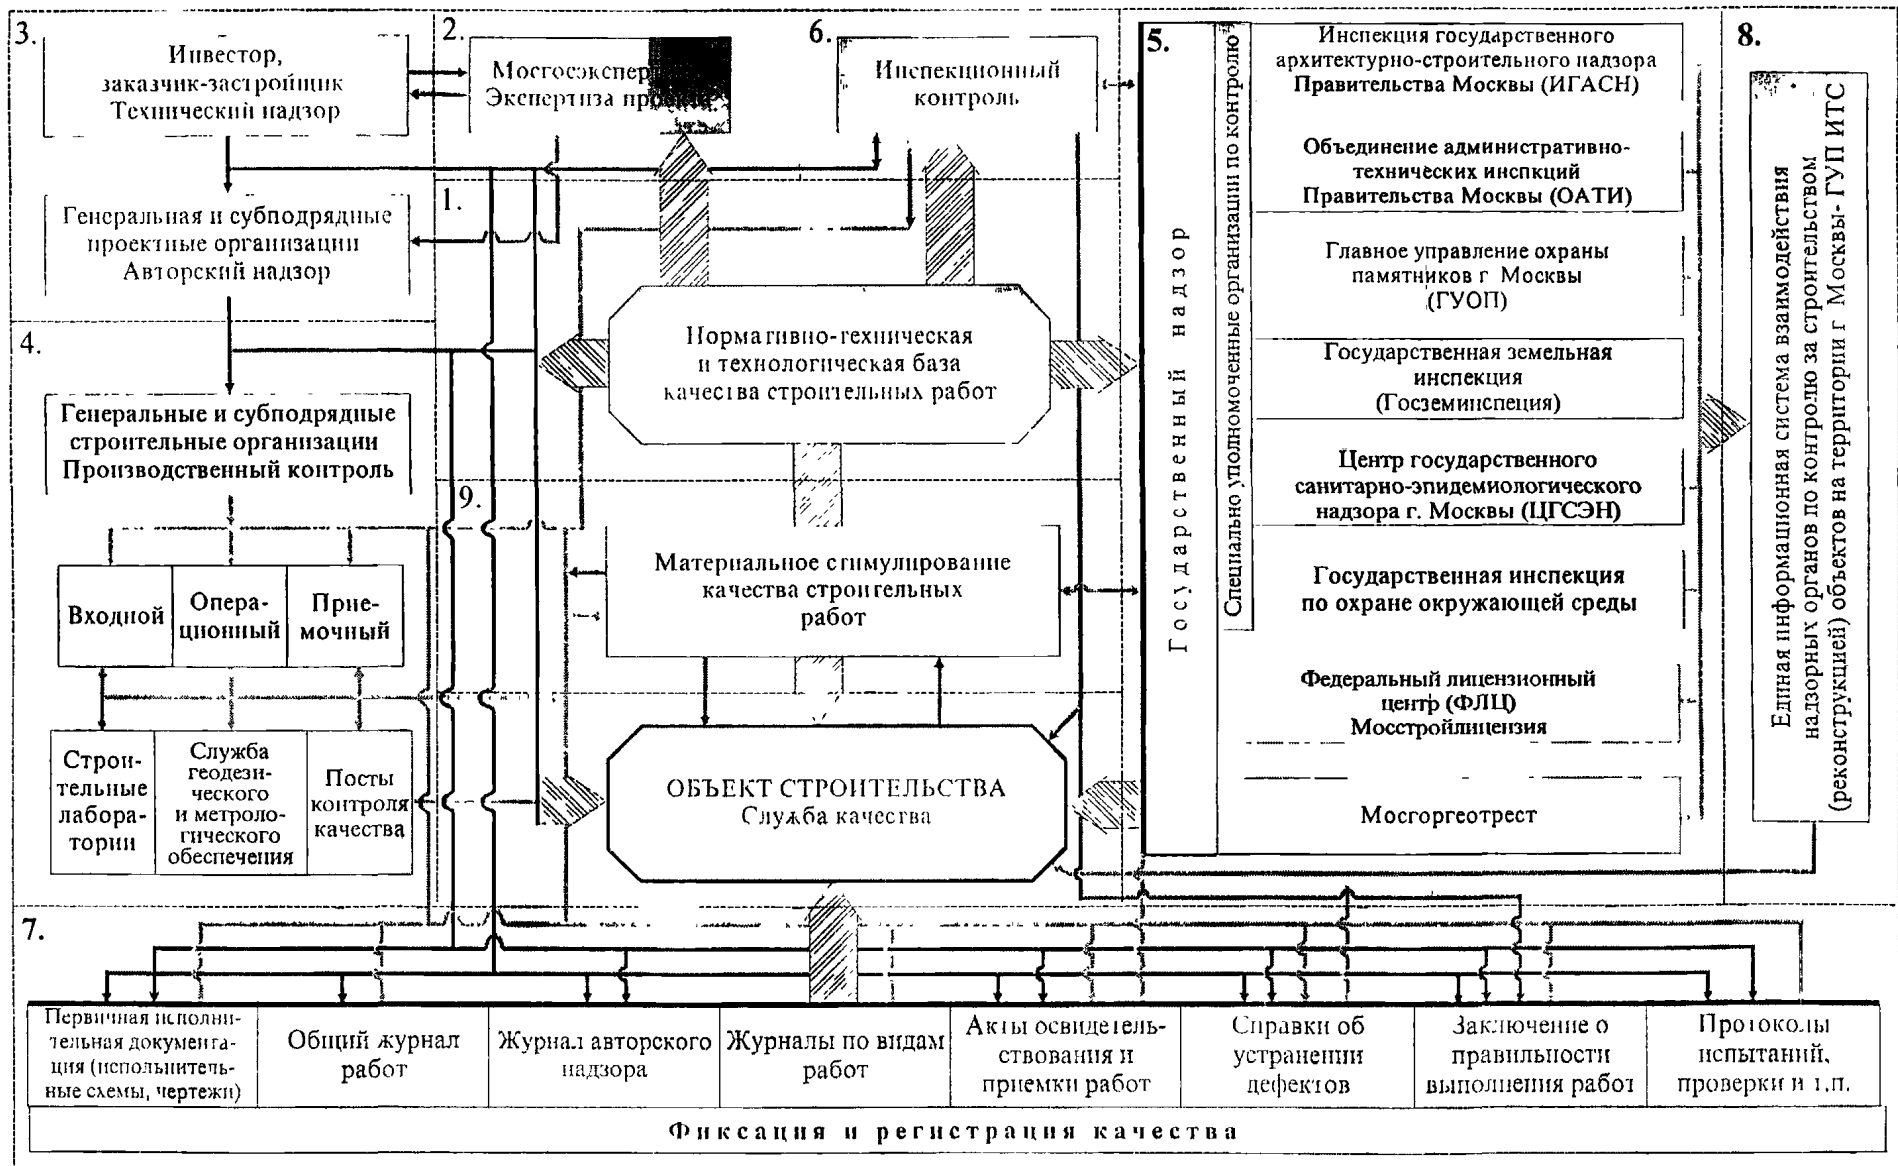 3.
Инвестор,
заказчик-застройщик
Технический надзор
2.
Мосгосэкспер
Экспертиза проекта
6.
Инспекционный
контроль
Генеральная и субподрядные
проектные организации
Авторский надзор
1.
Нормативно-техническая
и технологическая база
качества строительных работ
4.
Генеральные и субподрядные
строительные организации
Производственный контроль
Входной
Опера-
ционный
Прие-
мочный
Строи-
тельные
лабора-
тории
Служба
геодези-
ческого
и метроло-
гического
обеспечения
Посты
контроля
качества
9.
Материальное стимулирование
качества строительных
работ
ОБЪЕКТ СТРОИТЕЛЬСТВА
Служба качества
5.
Государственный надзор
Специально уполномоченные организации по контролю
Инспекция государственного
архитектурно-строительного надзора
Правительства Москвы (ИГАСН)
Объединение административно-
технических инспкций
Правительства Москвы (ОАТИ)
Главное управление охраны
памятников г Москвы
(ГУОП)
Государственная земельная
инспекция
(Госземинспеция)
Центр государственного
санитарно-эпидемиологического
надзора г. Москвы (ЦГСЭН)
Государственная инспекция
по охране окружающей среды
Федеральный лицензионный
центр (ФЛЦ)
Мосстройлицензия
Мосгоргеотрест
8.
Единая информационная система взаимодействия
надзорных органов по контролю за строительством
(реконструкцией) объектов на территории г Москвы- ГУП ИТС
7.
Первичная исполни-
тельная документа-
ция (исполнитель-
ные схемы, чертежи)
Общий журнал
работ
Журнал авторского
надзора
Журналы по видам
работ
Акты освидетель-
ствования и
приемки работ
Справки об
устранении
дефектов
Заключение о
правильности
выполнения работ
Протоколы
испытаний,
проверки и т.п.
Фиксация и регистрация качества